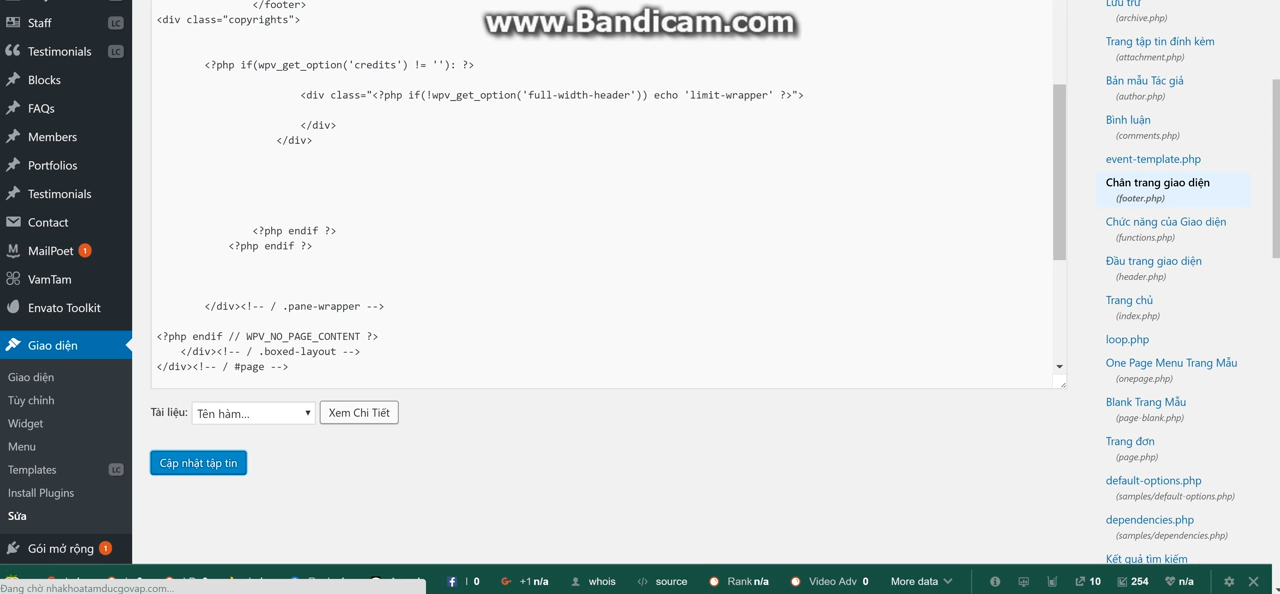 www.Bandicam.com
Staff LC
Testimonials LC
Blocks
FAQs
Members
Portfolios
Testimonials
Contact
MailPoet 1
VamTam
Envato Toolkit
Giao diện
Giao diện
Tùy chỉnh
Widget
Menu
Templates LC
Install Plugins
Sửa
Gói mở rộng 1
</footer>
<div class="copyrights">
<?php if(wpv_get_option('credits') != ''): ?>
<div class="<?php if(!wpv_get_option('full-width-header')) echo 'limit-wrapper' ?>">
</div>
</div>
<?php endif ?>
<?php endif ?>
</div><!-- / .pane-wrapper -->
<?php endif // WPV_NO_PAGE_CONTENT ?>
</div><!-- / .boxed-layout -->
</div><!-- / #page -->
Tài liệu: Tên hàm... Xem Chi Tiết
Cập nhật tập tin
Lưu trữ
(archive.php)
Trang tập tin đính kèm
(attachment.php)
Bản mẫu Tác giả
(author.php)
Bình luận
(comments.php)
event-template.php
Chân trang giao diện
(footer.php)
Chức năng của Giao diện
(functions.php)
Đầu trang giao diện
(header.php)
Trang chủ
(index.php)
loop.php
One Page Menu Trang Mẫu
(onepage.php)
Blank Trang Mẫu
(page-blank.php)
Trang đơn
(page.php)
default-options.php
(samples/default-options.php)
dependencies.php
(samples/dependencies.php)
Kết quả tìm kiếm
l 0 +1 n/a whois source Rank n/a Video Adv 0 More data 10 254 n/a
Đang chờ nhakhoatamducgovap.com...